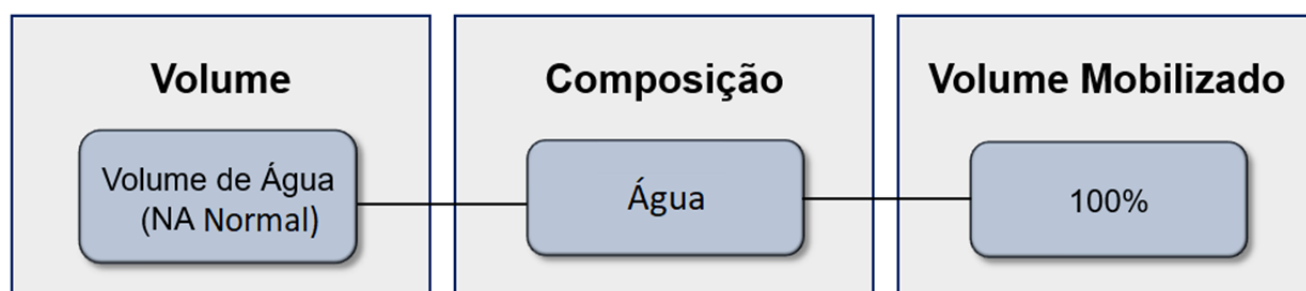 Volume
Composição
Volume Mobilizado
Volume de Água
(NA Normal)
Água
100%